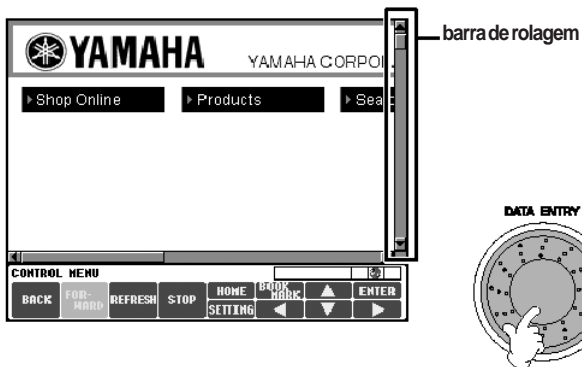 barra de rolagem
YAMAHA
YAMAHA CORPO
Shop Online
Products
Sea
DATA ENTRY
CONTROL MENU
BACK
FOR-
WARD
REFRESH
STOP
HOME
BOOK
MARK
ENTER
SETTING